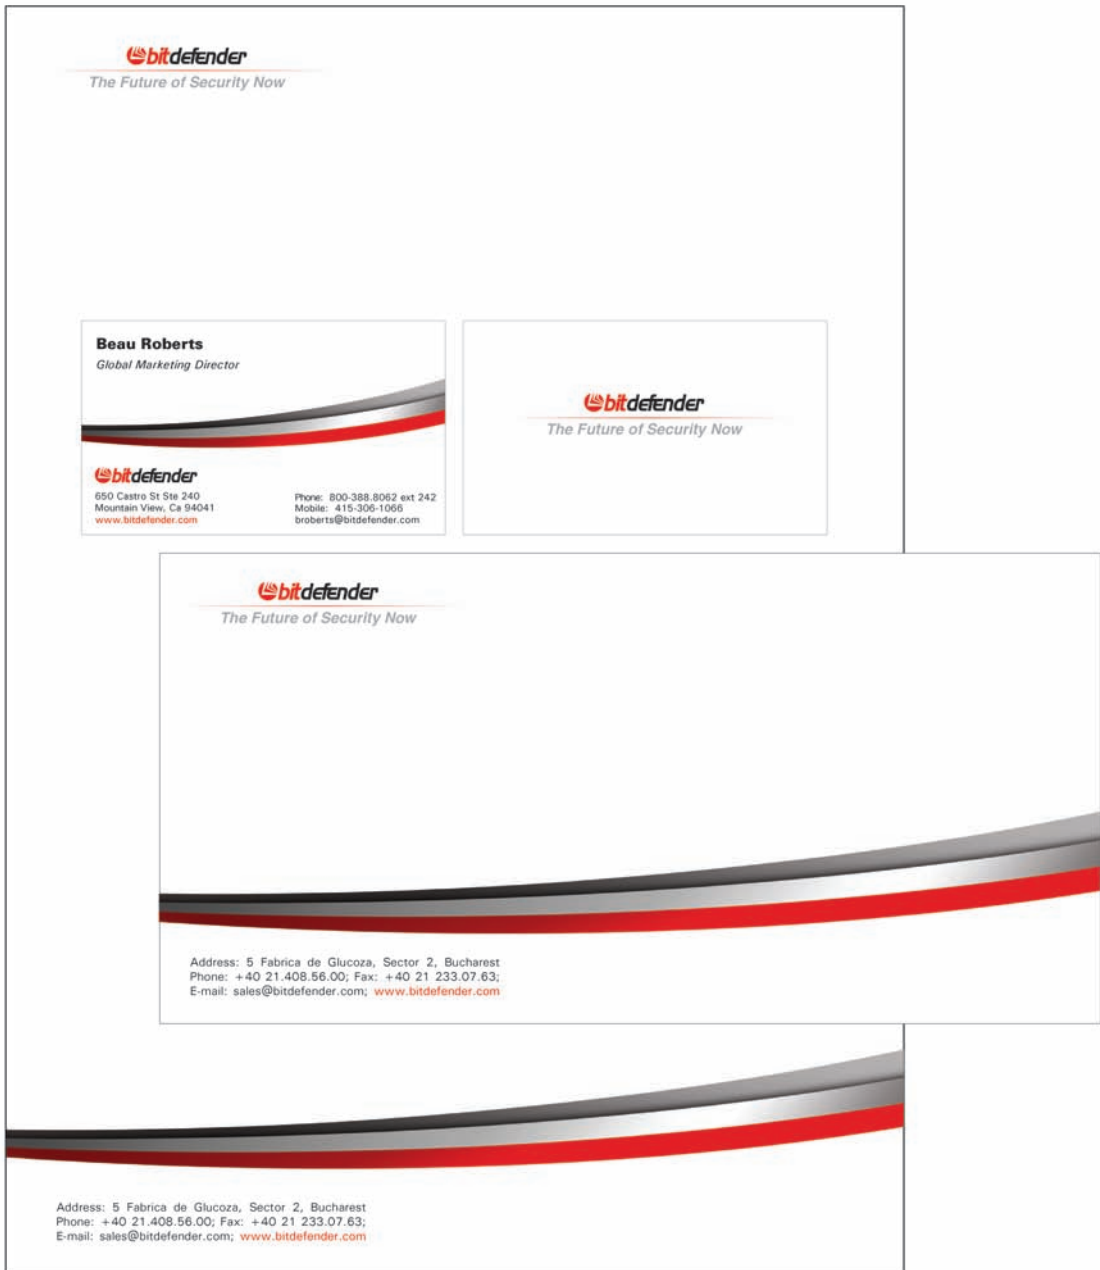 bitdefender
The Future of Security Now
Beau Roberts
Global Marketing Director
bitdefender
650 Castro St Ste 240
Mountain View, Ca 94041
www.bitdefender.com
Phone: 800-388.8062 ext 242
Mobile: 415-306-1066
broberts@bitdefender.com
bitdefender
The Future of Security Now
bitdefender
The Future of Security Now
Address: 5 Fabrica de Glucoza, Sector 2, Bucharest
Phone: +40 21.408.56.00; Fax: +40 21 233.07.63;
E-mail: sales@bitdefender.com; www.bitdefender.com
Address: 5 Fabrica de Glucoza, Sector 2, Bucharest
Phone: +40 21.408.56.00; Fax: +40 21 233.07.63;
E-mail: sales@bitdefender.com; www.bitdefender.com